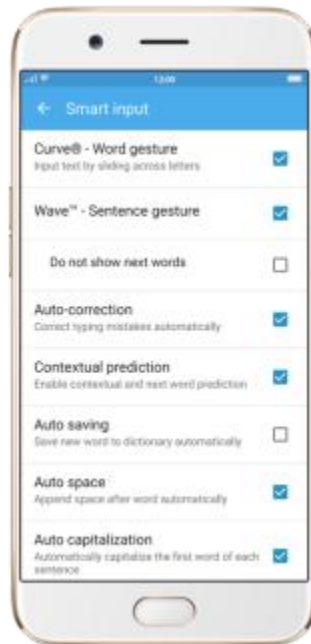 12:00
Smart input
Curve® - Word gesture
Input text by sliding across letters
Wave™ - Sentence gesture
Do not show next words
Auto-correction
Correct typing mistakes automatically
Contextual prediction
Enable contextual and next word prediction
Auto saving
Save new word to dictionary automatically
Auto space
Append space after word automatically
Auto capitalization
Automatically capitalize the first word of each
sentence